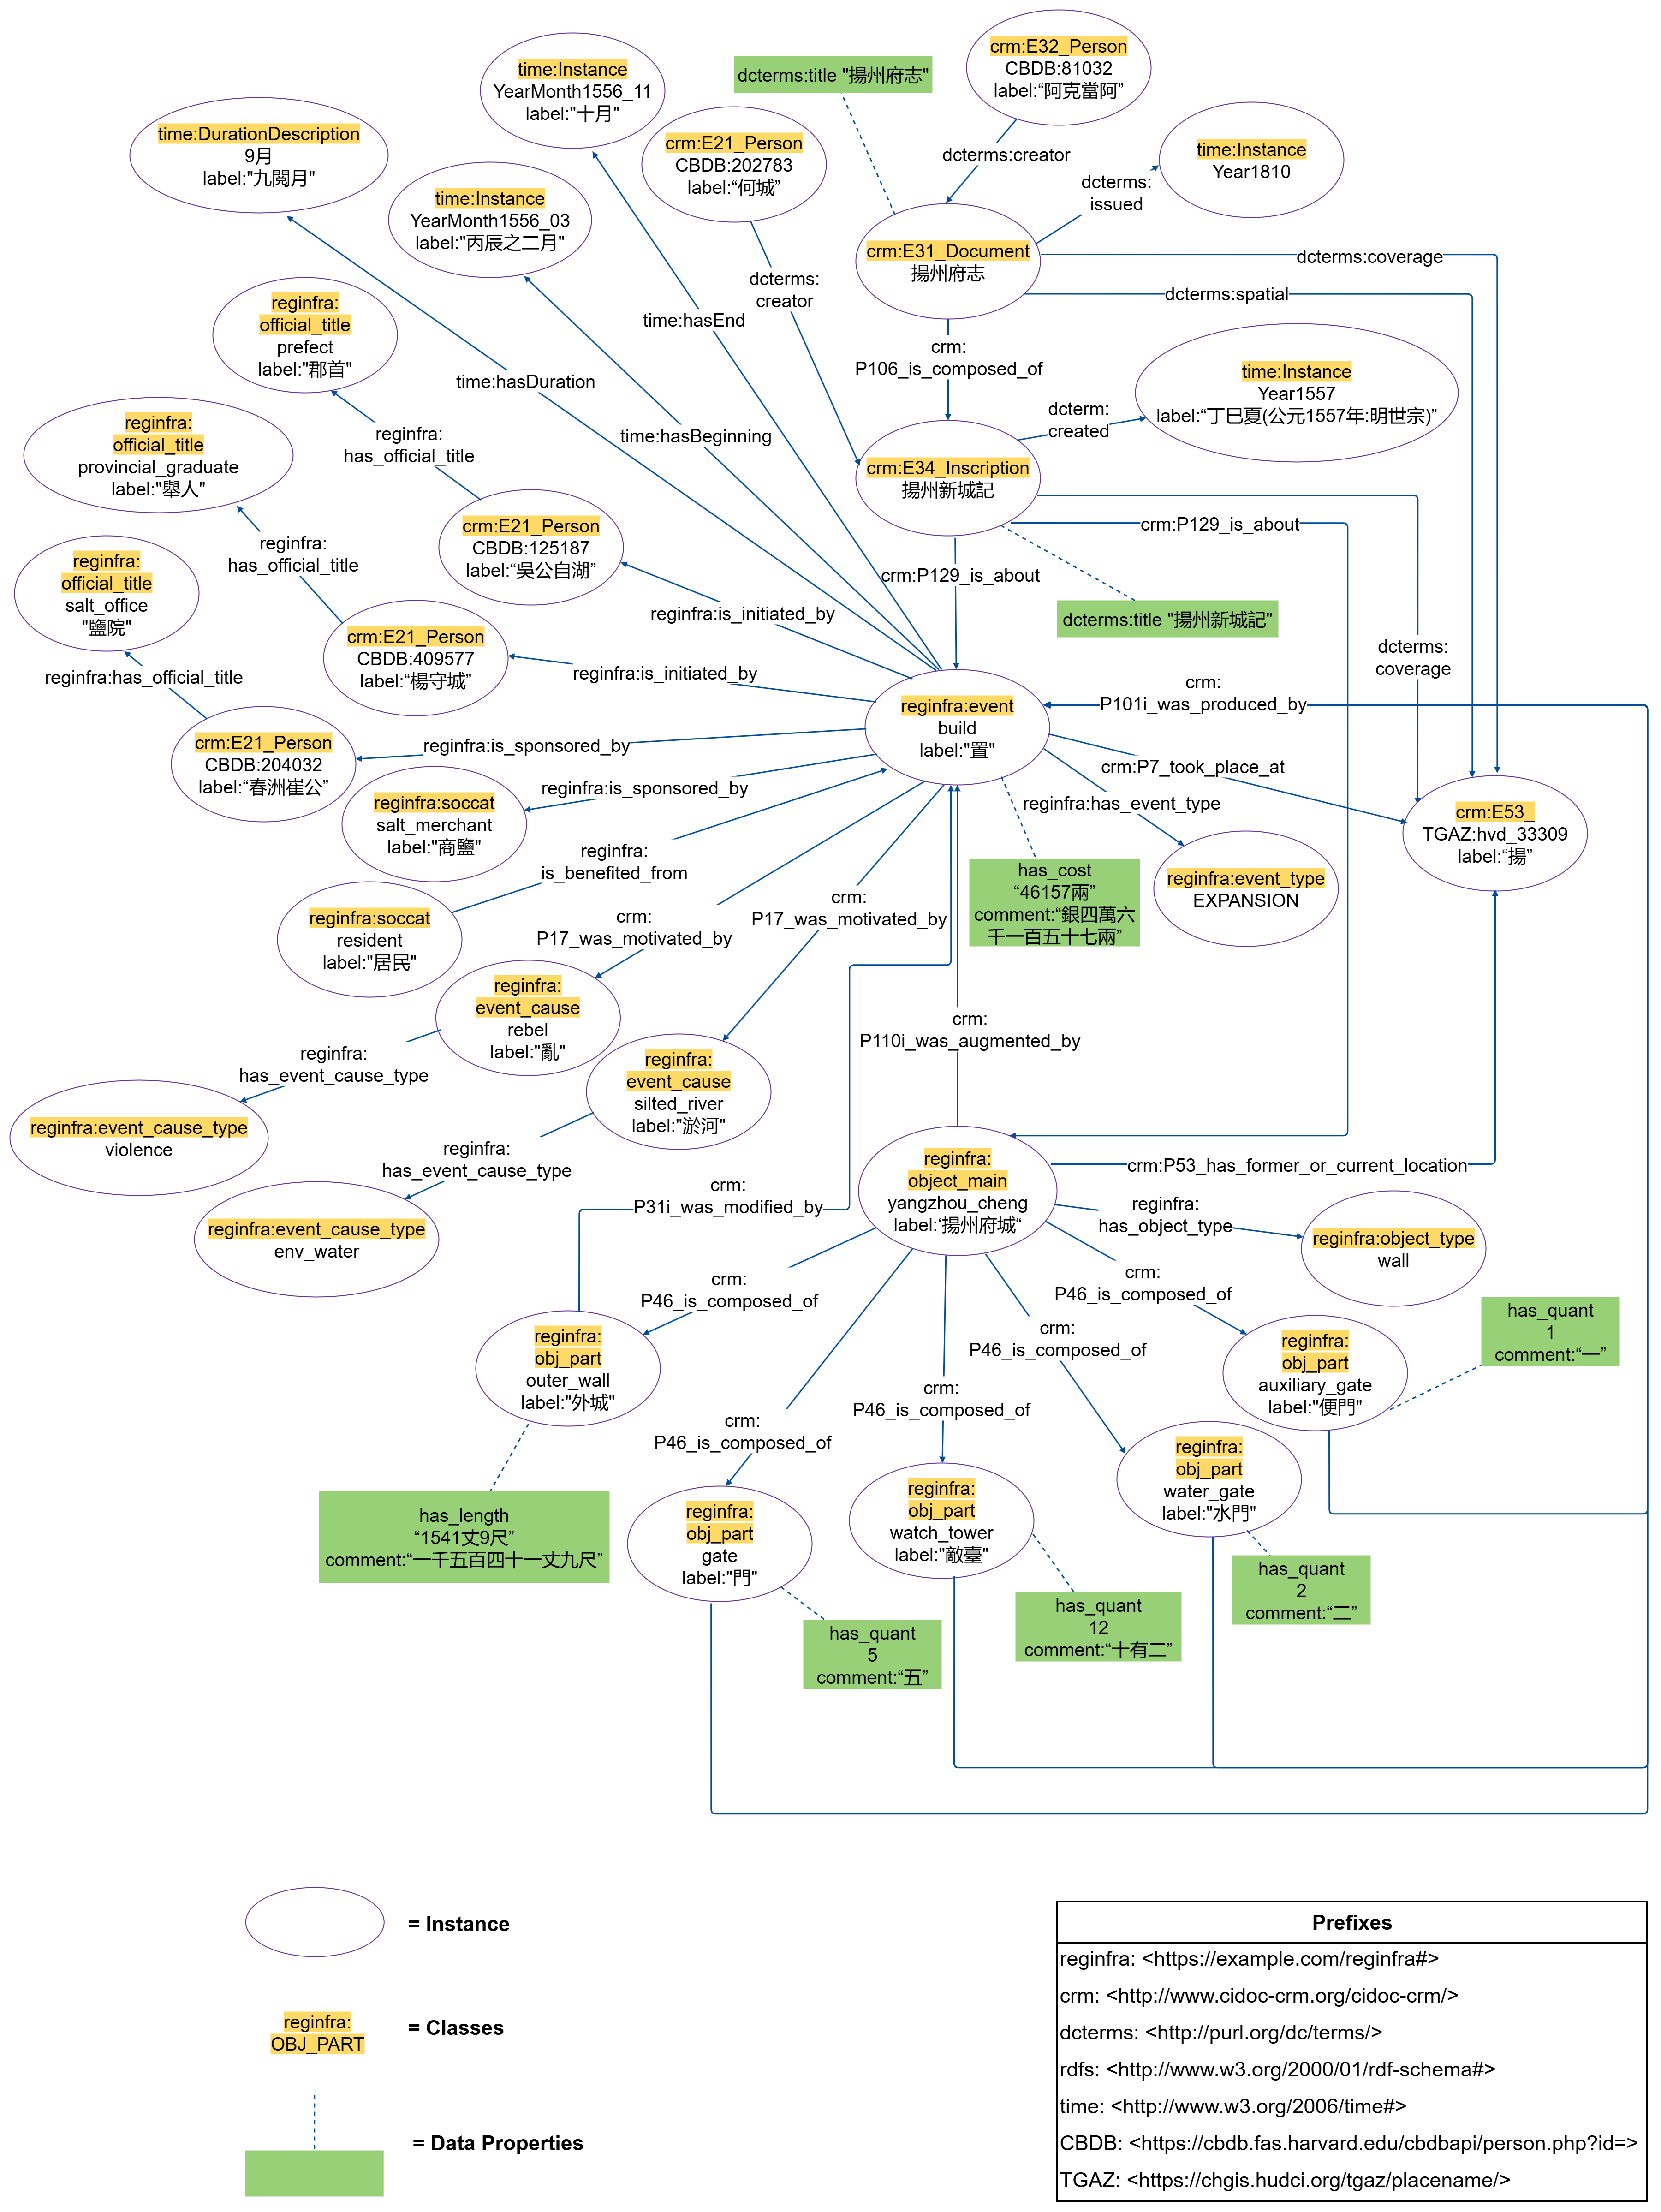 crm:E32_Person
CBDB:81032
label:“阿克當阿”
time:Instance
YearMonth1556_11
label:"十月"
dcterms:title "揚州府志"
time:DurationDescription
9月
label:"九閱月"
crm:E21_Person
CBDB:202783
label:“何城”
dcterms:creator
time:Instance
Year1810
time:Instance
YearMonth1556_03
label:"丙辰之二月"
dcterms:
issued
crm:E31_Document
揚州府志
dcterms:coverage
dcterms:
creator
dcterms:spatial
reginfra:
official_title
prefect
label:"郡首"
time:hasEnd
crm:
P106_is_composed_of
time:hasDuration
time:Instance
Year1557
label:“丁巳夏(公元1557年:明世宗)”
reginfra:
official_title
provincial_graduate
label:"舉人"
reginfra:
has_official_title
time:hasBeginning
dcterm:
created
crm:E34_Inscription
揚州新城記
crm:P129_is_about
crm:E21_Person
CBDB:125187
label:“吳公自湖”
reginfra:
has_official_title
reginfra:
official_title
salt_office
"鹽院"
crm:P129_is_about
reginfra:is_initiated_by
dcterms:title "揚州新城記"
crm:E21_Person
CBDB:409577
label:“楊守城”
reginfra:has_official_title
reginfra:is_initiated_by
dcterms:
coverage
crm:
P101i_was_produced_by
reginfra:event
build
label:"置"
crm:E21_Person
CBDB:204032
label:“春洲崔公”
reginfra:is_sponsored_by
crm:P7_took_place_at
reginfra:is_sponsored_by
reginfra:has_event_type
reginfra:soccat
salt_merchant
label:"商鹽"
crm:E53_
TGAZ:hvd_33309
label:“揚”
reginfra:
is_benefited_from
has_cost
“46157兩”
comment:“銀四萬六
千一百五十七兩”
reginfra:event_type
EXPANSION
reginfra:soccat
resident
label:"居民"
crm:
P17_was_motivated_by
crm:
P17_was_motivated_by
reginfra:
event_cause
rebel
label:"亂"
crm:
P110i_was_augmented_by
reginfra:
has_event_cause_type
reginfra:
event_cause
silted_river
label:"淤河"
reginfra:event_cause_type
violence
reginfra:
has_event_cause_type
reginfra:
object_main
yangzhou_cheng
label:‘揚州府城“
crm:P53_has_former_or_current_location
crm:
P31i_was_modified_by
reginfra:
has_object_type
reginfra:event_cause_type
env_water
reginfra:object_type
wall
crm:
P46_is_composed_of
crm:
P46_is_composed_of
has_quant
1
comment:“一”
crm:
P46_is_composed_of
reginfra:
obj_part
outer_wall
label:"外城"
reginfra:
obj_part
auxiliary_gate
label:"便門"
crm:
P46_is_composed_of
crm:
P46_is_composed_of
reginfra:
obj_part
water_gate
label:"水門"
has_length
“1541丈9尺”
comment:“一千五百四十一丈九尺”
reginfra:
obj_part
gate
label:"門"
reginfra:
obj_part
watch_tower
label:"敵臺"
has_quant
2
comment:“二”
has_quant
12
comment:“十有二”
has_quant
5
comment:“五”
= Instance
reginfra:
OBJ_PART
= Classes
= Data Properties
Prefixes
reginfra: <https://example.com/reginfra#>
crm: <http://www.cidoc-crm.org/cidoc-crm/>
dcterms: <http://purl.org/dc/terms/>
rdfs: <http://www.w3.org/2000/01/rdf-schema#>
time: <http://www.w3.org/2006/time#>
CBDB: <https://cbdb.fas.harvard.edu/cbdbapi/person.php?id=>
TGAZ: <https://chgis.hudci.org/tgaz/placename/>